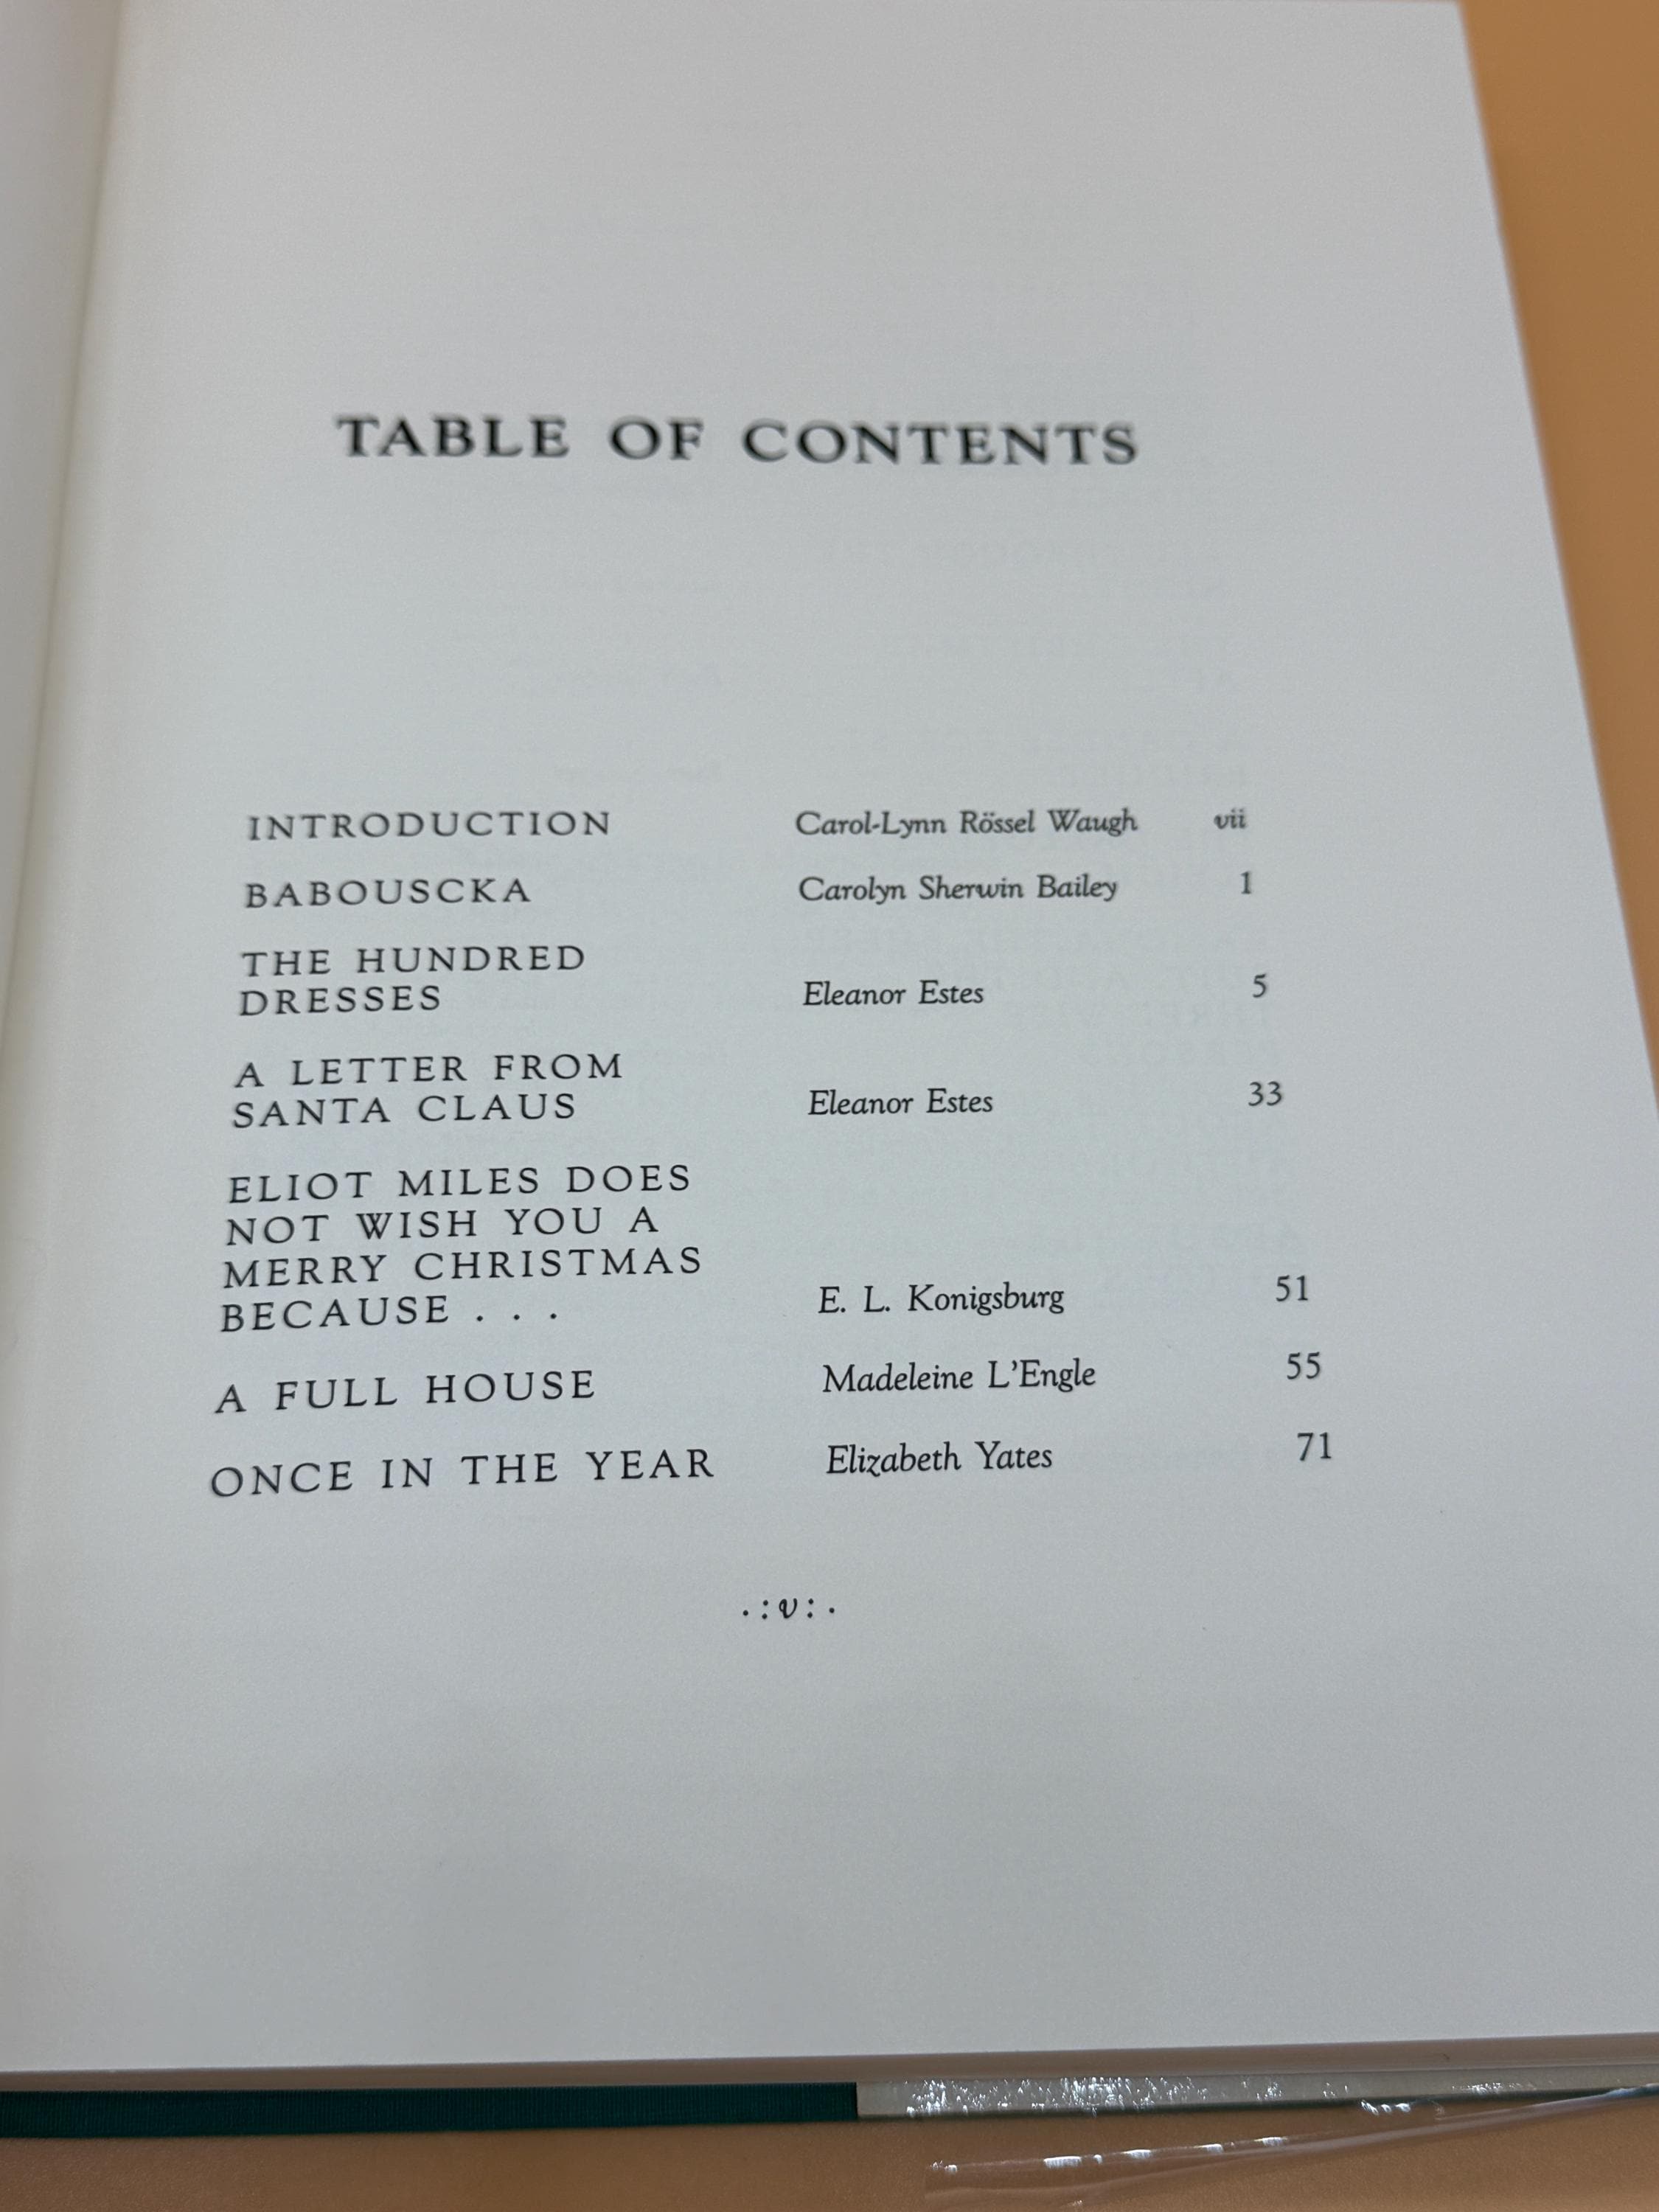 TABLE OF CONTENTS
INTRODUCTION Carol-Lynn Rössel Waugh vii
BABOUSCKA Carolyn Sherwin Bailey 1
THE HUNDRED
DRESSES Eleanor Estes 5
A LETTER FROM
SANTA CLAUS Eleanor Estes 33
ELIOT MILES DOES
NOT WISH YOU A
MERRY CHRISTMAS
BECAUSE . . . E. L. Konigsburg 51
A FULL HOUSE Madeleine L'Engle 55
ONCE IN THE YEAR Elizabeth Yates 71
.:v:.